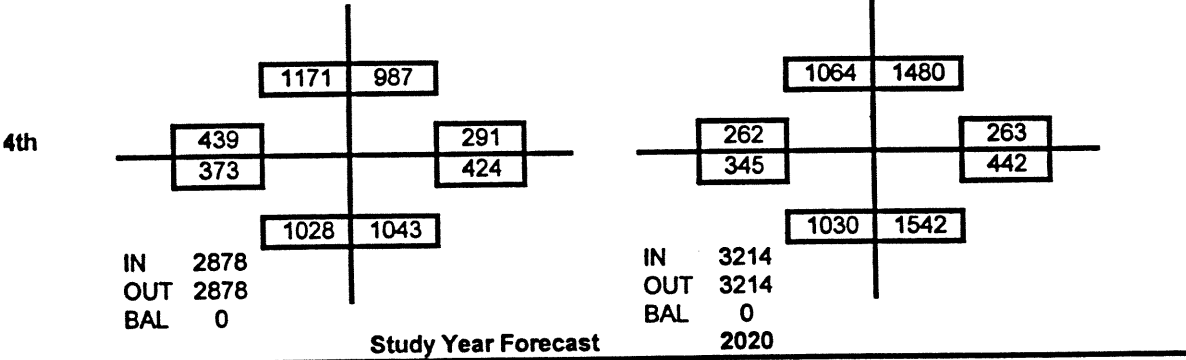 1171 987 1064 1480
4th 439 291 262 263
373 424 345 442
1028 1043 1030 1542
IN 2878 IN 3214
OUT 2878 OUT 3214
BAL 0 BAL 0
Study Year Forecast 2020